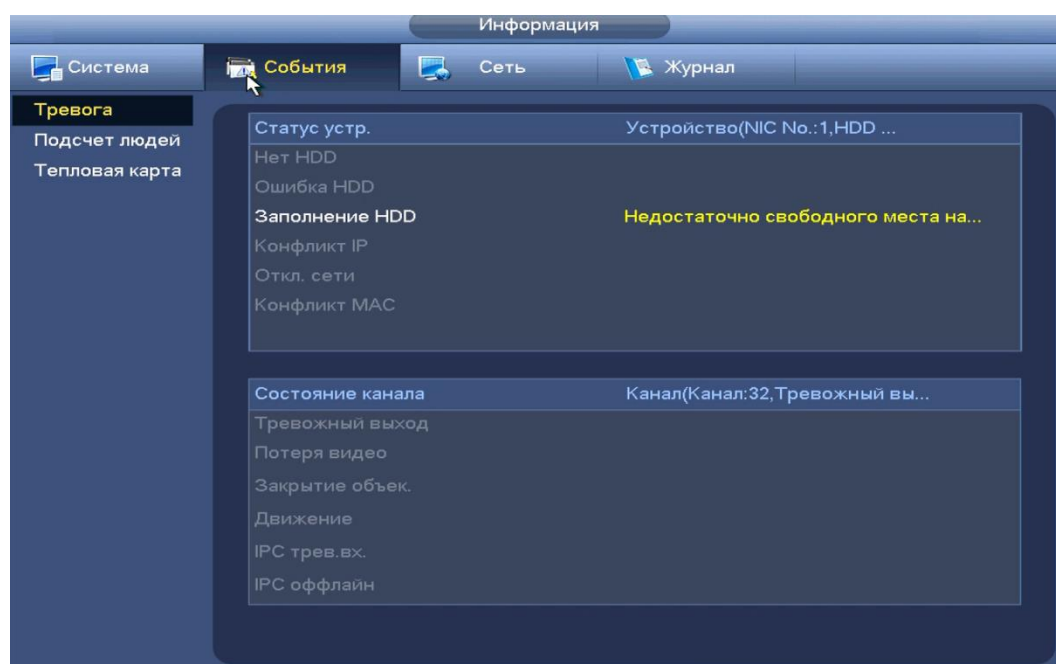 Информация
Система События Сеть Журнал
Тревога
Подсчет людей
Тепловая карта
Статус устр. Устройство(NIC No.:1,HDD ...
Нет HDD
Ошибка HDD
Заполнение HDD Недостаточно свободного места на...
Конфликт IP
Откл. сети
Конфликт MAC
Состояние канала Канал(Канал:32,Тревожный вы...
Тревожный выход
Потеря видео
Закрытие объек.
Движение
IPC трев.вх.
IPC оффлайн